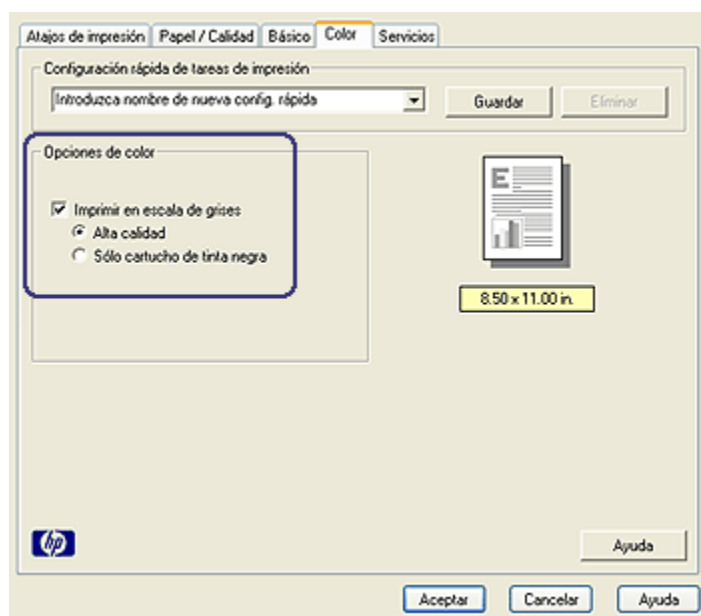 Atajos de impresión Papel / Calidad Básico Color Servicios
Configuración rápida de tareas de impresión
Introduzca nombre de nueva config. rápida Guardar Eliminar
Opciones de color
Imprimir en escala de grises
Alta calidad
Sólo cartucho de tinta negra
E
8.50 x 11.00 in.
hp Ayuda
Aceptar Cancelar Ayuda